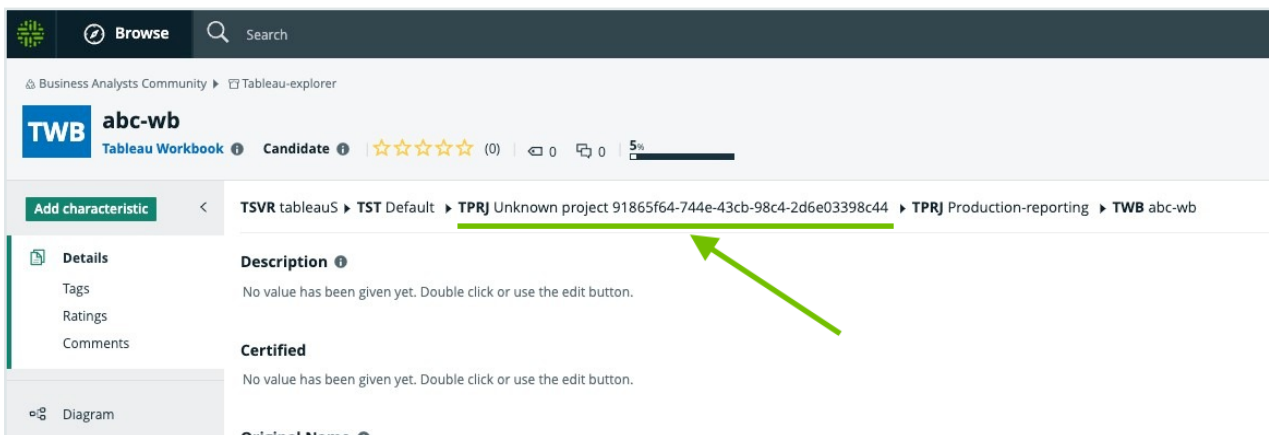 Browse Search
Business Analysts Community Tableau-explorer
TWB
abc-wb
Tableau Workbook Candidate (0) 0 0 5%
Add characteristic
TSVR tableauS TST Default TPRJ Unknown project 91865f64-744e-43cb-98c4-2d6e03398c44 TPRJ Production-reporting TWB abc-wb
Details
Tags
Ratings
Comments
Diagram
Description
No value has been given yet. Double click or use the edit button.
Certified
No value has been given yet. Double click or use the edit button.
Original Name